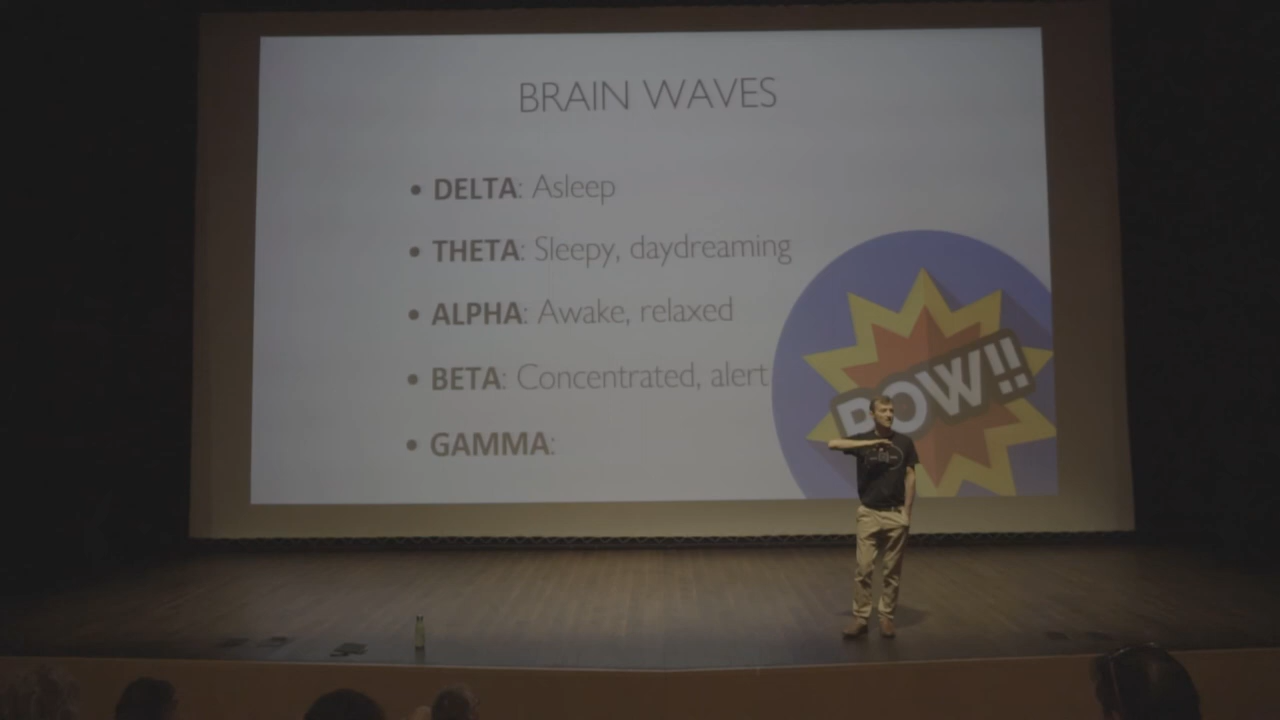 BRAIN WAVES
• DELTA: Asleep
• THETA: Sleepy, daydreaming
• ALPHA: Awake, relaxed
• BETA: Concentrated, alert
• GAMMA:
POW!!